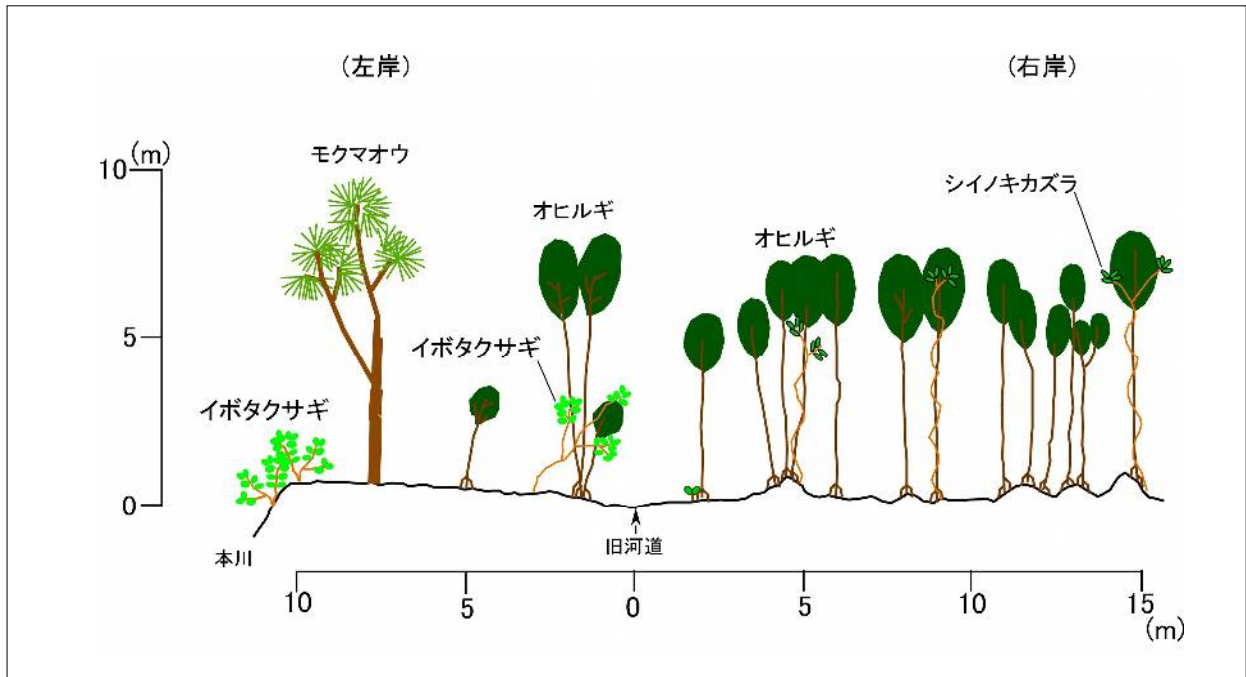 （左岸）
（右岸）
10 (m)
モクマオウ
シイノキカズラ
オヒルギ
オヒルギ
5
イボタクサギ
イボタクサギ
0
旧河道
本川
10 5 0 5 10 15
(m)